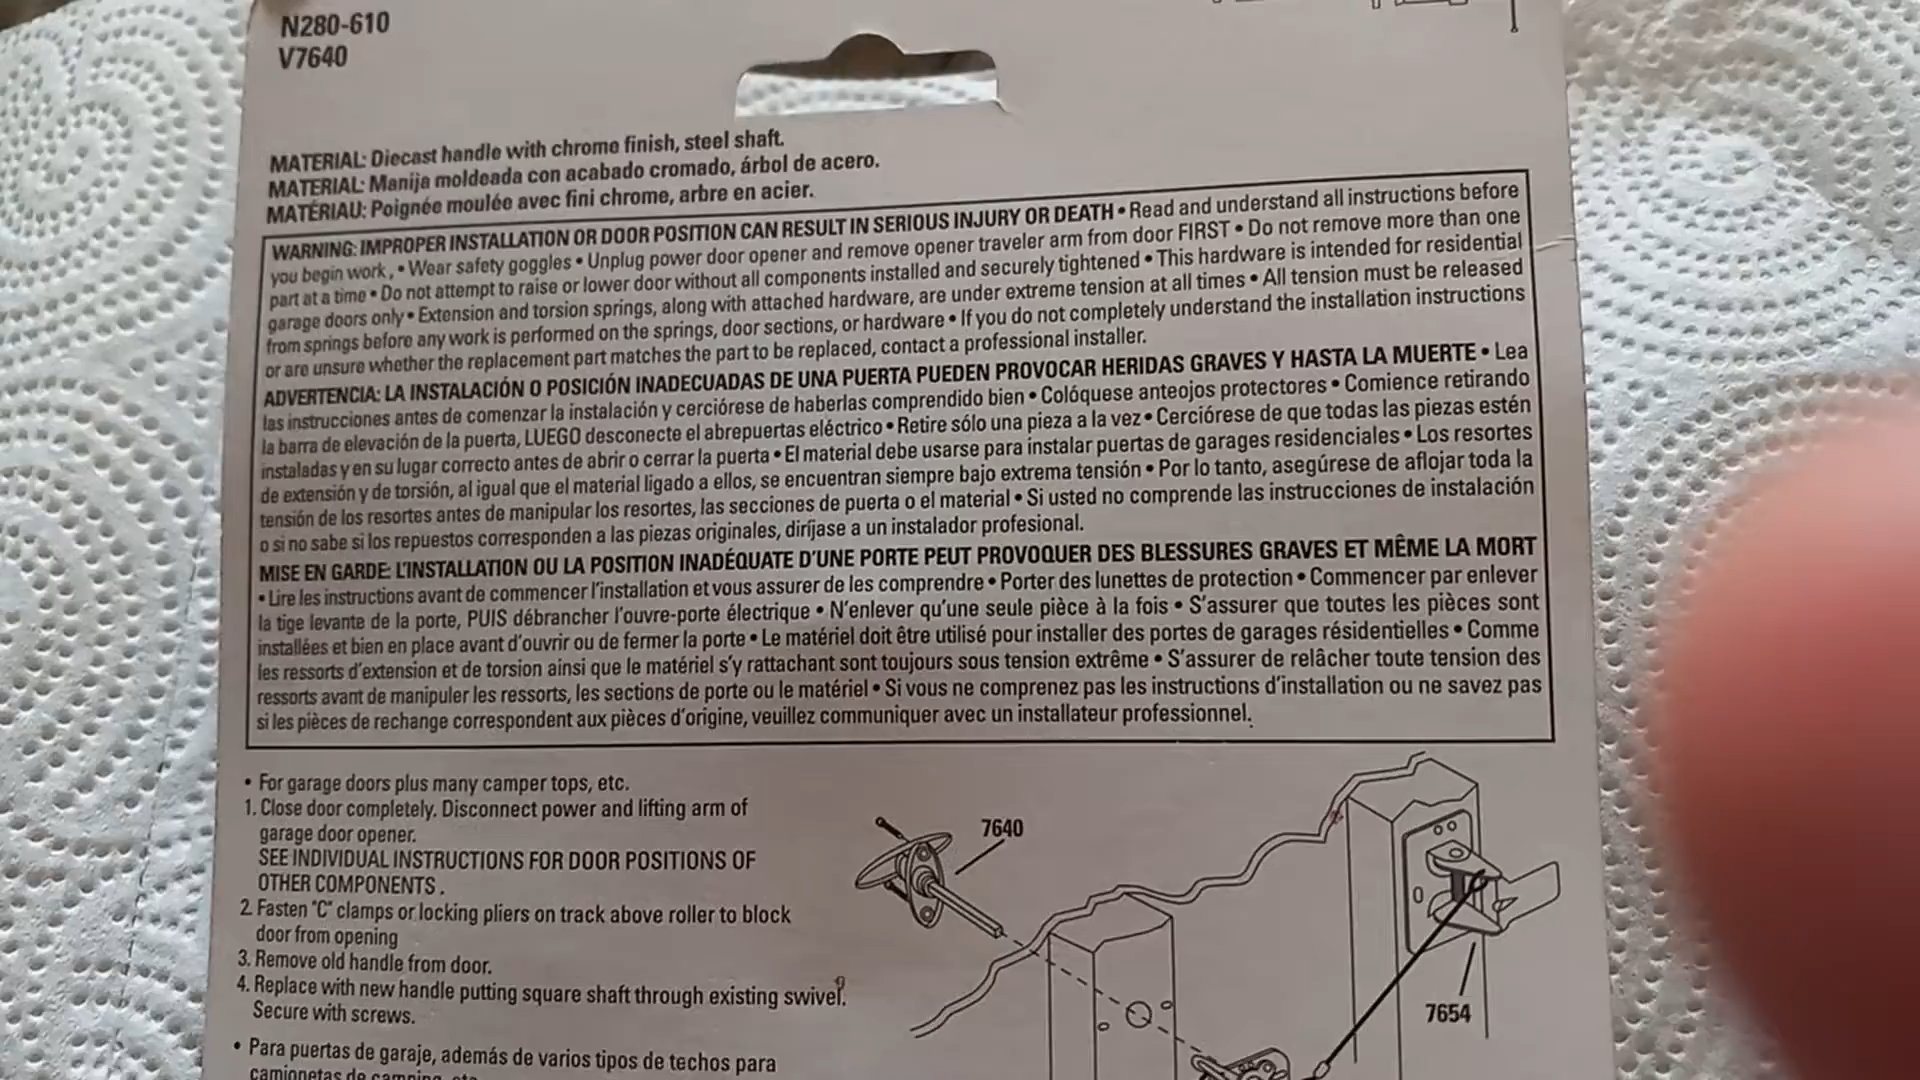 N280-610
V7640
MATERIAL: Diecast handle with chrome finish, steel shaft.
MATERIAL: Manija moldeada con acabado cromado, árbol de acero.
MATÉRIAU: Poignée moulée avec fini chrome, arbre en acier.
WARNING: IMPROPER INSTALLATION OR DOOR POSITION CAN RESULT IN SERIOUS INJURY OR DEATH • Read and understand all instructions before
you begin work, • Wear safety goggles • Unplug power door opener and remove opener traveler arm from door FIRST • Do not remove more than one
part at a time • Do not attempt to raise or lower door without all components installed and securely tightened • This hardware is intended for residential
garage doors only • Extension and torsion springs, along with attached hardware, are under extreme tension at all times • All tension must be released
from springs before any work is performed on the springs, door sections, or hardware • If you do not completely understand the installation instructions
or are unsure whether the replacement part matches the part to be replaced, contact a professional installer.
ADVERTENCIA: LA INSTALACIÓN O POSICIÓN INADECUADAS DE UNA PUERTA PUEDEN PROVOCAR HERIDAS GRAVES Y HASTA LA MUERTE • Lea
las instrucciones antes de comenzar la instalación y cerciórese de haberlas comprendido bien • Colóquese anteojos protectores • Comience retirando
la barra de elevación de la puerta, LUEGO desconecte el abrepuertas eléctrico • Retire sólo una pieza a la vez • Cerciórese de que todas las piezas estén
instaladas y en su lugar correcto antes de abrir o cerrar la puerta • El material debe usarse para instalar puertas de garages residenciales • Los resortes
de extensión y de torsión, al igual que el material ligado a ellos, se encuentran siempre bajo extrema tensión • Por lo tanto, asegúrese de aflojar toda la
tensión de los resortes antes de manipular los resortes, las secciones de puerta o el material • Si usted no comprende las instrucciones de instalación
o si no sabe si los repuestos corresponden a las piezas originales, diríjase a un instalador profesional.
MISE EN GARDE: L'INSTALLATION OU LA POSITION INADÉQUATE D'UNE PORTE PEUT PROVOQUER DES BLESSURES GRAVES ET MÊME LA MORT
• Lire les instructions avant de commencer l'installation et vous assurer de les comprendre • Porter des lunettes de protection • Commencer par enlever
la tige levante de la porte, PUIS débrancher l'ouvre-porte électrique • N'enlever qu'une seule pièce à la fois • S'assurer que toutes les pièces sont
installées et bien en place avant d'ouvrir ou de fermer la porte • Le matériel doit être utilisé pour installer des portes de garages résidentielles • Comme
les ressorts d'extension et de torsion ainsi que le matériel s'y rattachant sont toujours sous tension extrême • S'assurer de relâcher toute tension des
ressorts avant de manipuler les ressorts, les sections de porte ou le matériel • Si vous ne comprenez pas les instructions d'installation ou ne savez pas
si les pièces de rechange correspondent aux pièces d'origine, veuillez communiquer avec un installateur professionnel.
• For garage doors plus many camper tops, etc.
1. Close door completely. Disconnect power and lifting arm of
garage door opener.
SEE INDIVIDUAL INSTRUCTIONS FOR DOOR POSITIONS OF
OTHER COMPONENTS.
2. Fasten "C" clamps or locking pliers on track above roller to block
door from opening
3. Remove old handle from door.
4. Replace with new handle putting square shaft through existing swivel.
Secure with screws.
• Para puertas de garaje, además de varios tipos de techos para
camionetas de camping, etc.
7640
7654